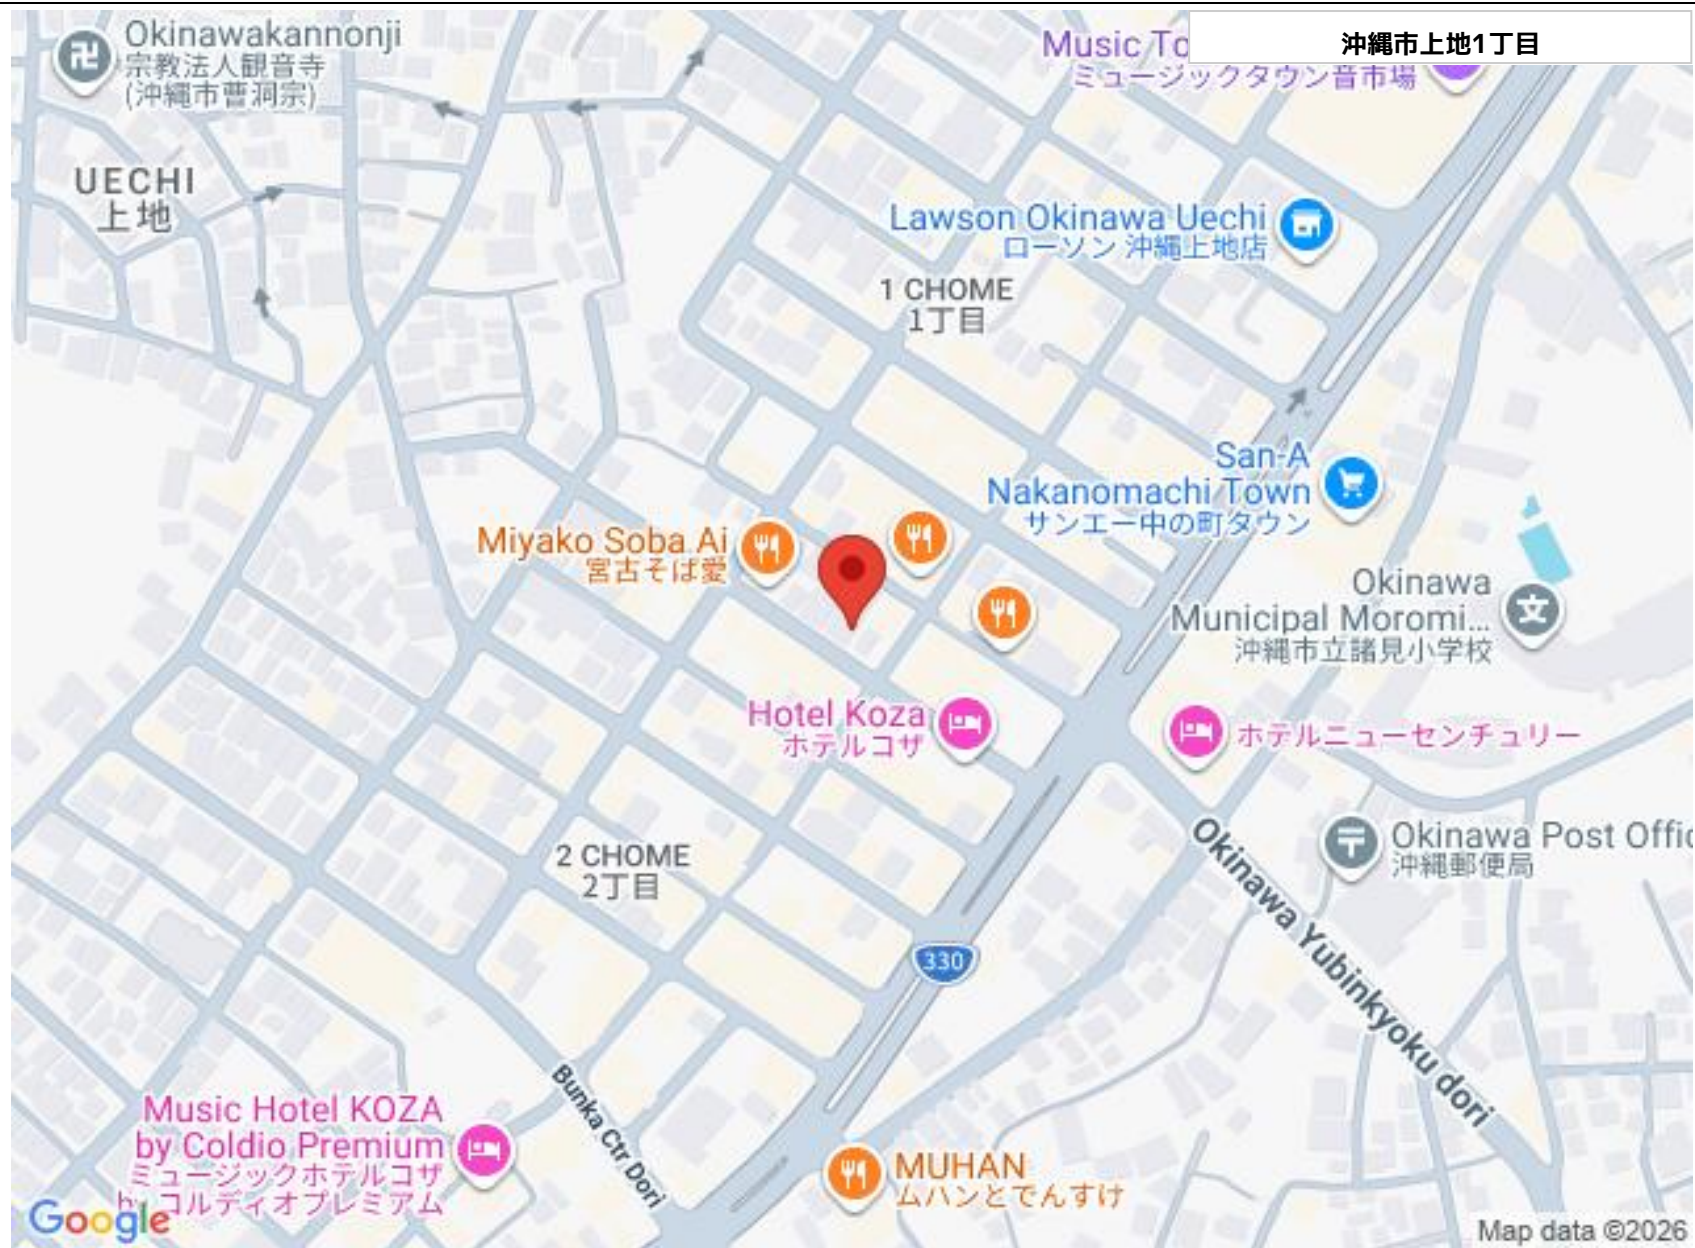 Okinawakannonji
宗教法人観音寺
(沖縄市曹洞宗)
沖縄市上地1丁目
ミュージックタウン音市場
UECHI
上地
Lawson Okinawa Uechi
ローソン 沖縄上地店
1 CHOME
1丁目
San-A
Nakanomachi Town
サンエー中の町タウン
Miyako Soba Ai
宮古そば愛
Okinawa
Municipal Moromi...
沖縄市立諸見小学校
Hotel Koza
ホテルコザ
ホテルニューセンチュリー
Okinawa Post Offic
沖縄郵便局
2 CHOME
2丁目
Okinawa Yubinkyoku dori
330
Bunka Ctr Dori
Music Hotel KOZA
by Coldio Premium
ミュージックホテルコザ
by コルディオプレミアム
MUHAN
ムハンとでんすけ
Google
Map data ©2026